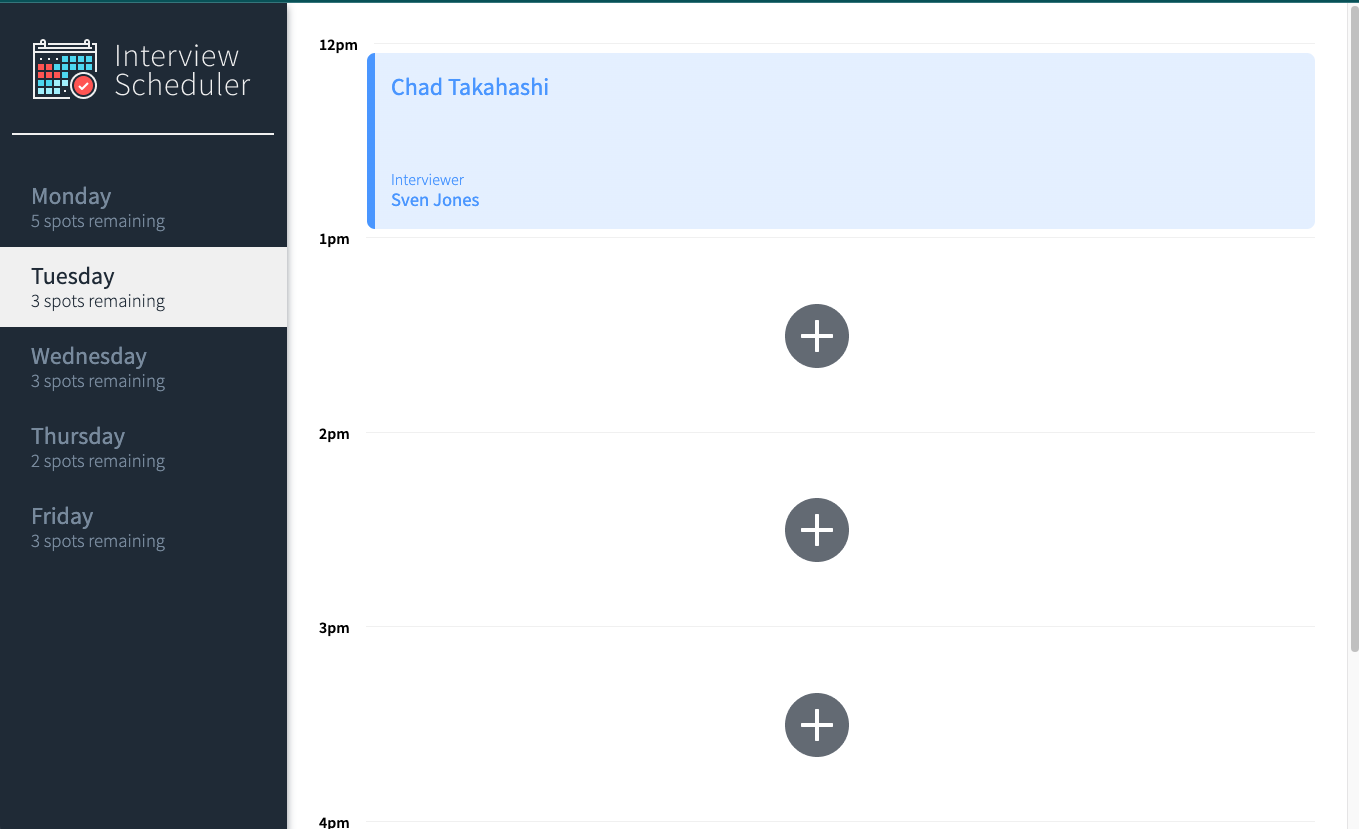 Interview
Scheduler
Monday
5 spots remaining
Tuesday
3 spots remaining
Wednesday
3 spots remaining
Thursday
2 spots remaining
Friday
3 spots remaining
12pm
Chad Takahashi
Interviewer
Sven Jones
1pm
2pm
3pm
4pm